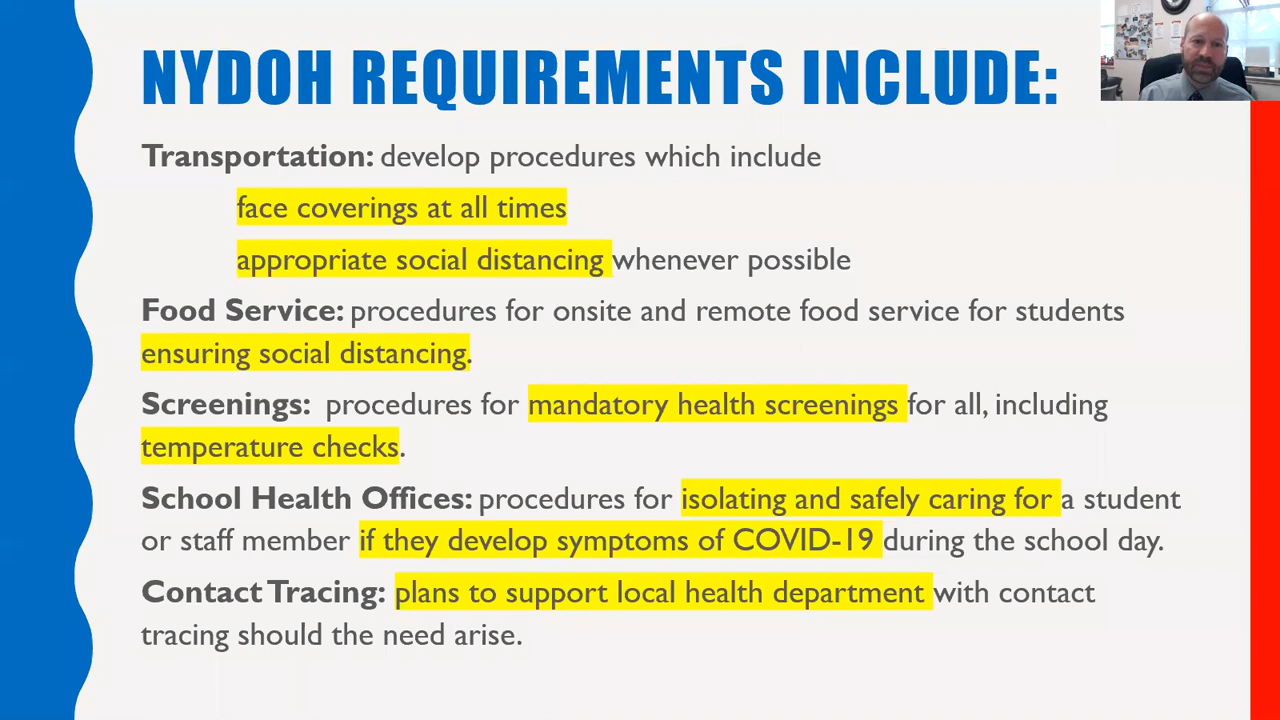 NYDOH REQUIREMENTS INCLUDE:
Transportation: develop procedures which include
face coverings at all times
appropriate social distancing whenever possible
Food Service: procedures for onsite and remote food service for students
ensuring social distancing.
Screenings: procedures for mandatory health screenings for all, including
temperature checks.
School Health Offices: procedures for isolating and safely caring for a student
or staff member if they develop symptoms of COVID-19 during the school day.
Contact Tracing: plans to support local health department with contact
tracing should the need arise.